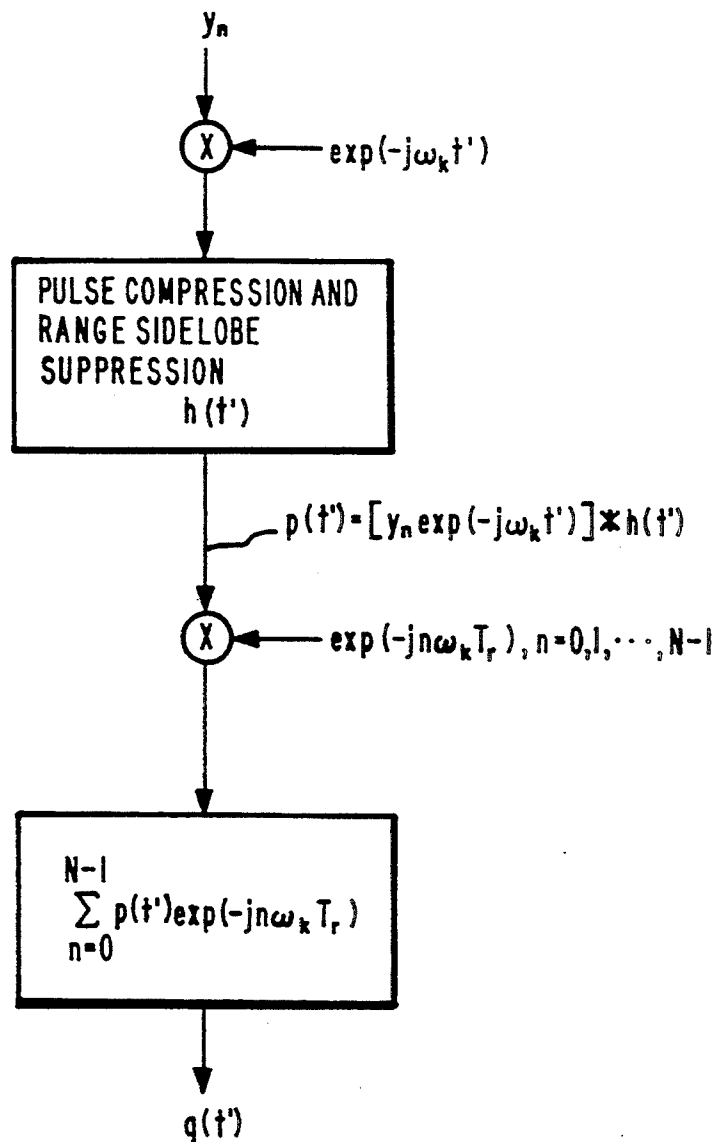 yₙ
X
exp(-jωₖt')
PULSE COMPRESSION AND
RANGE SIDELOBE
SUPPRESSION
h(t')
p(t')=[yₙ exp(-jωₖt')]*h(t')
X
exp(-jnωₖTᵣ), n=0,1,···,N-1
N-1
∑ p(t')exp(-jnωₖTᵣ)
n=0
g(t')